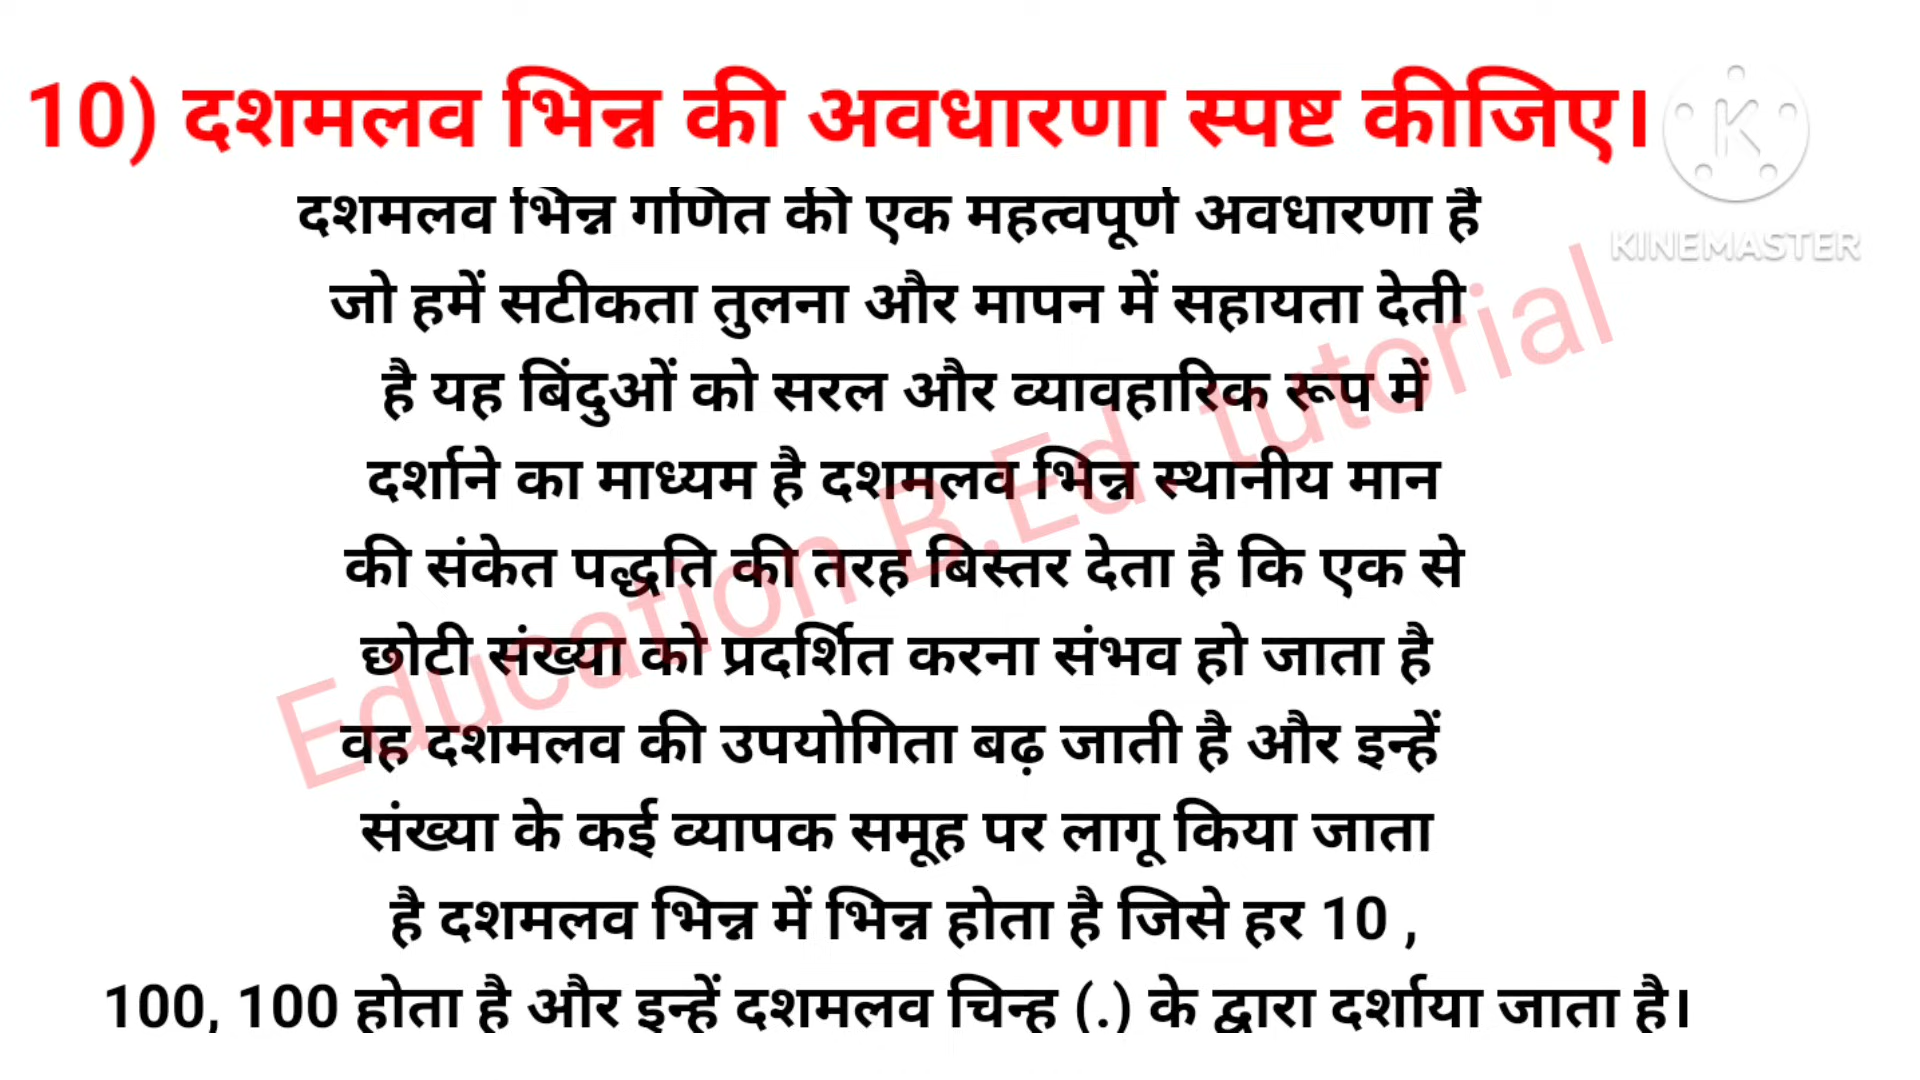 10) दशमलव भिन्न की अवधारणा स्पष्ट कीजिए।
KINEMASTER
दशमलव भिन्न गणित की एक महत्वपूर्ण अवधारणा है
जो हमें सटीकता तुलना और मापन में सहायता देती
है यह बिंदुओं को सरल और व्यावहारिक रूप में
दर्शाने का माध्यम है दशमलव भिन्न स्थानीय मान
की संकेत पद्धति की तरह बिस्तर देता है कि एक से
छोटी संख्या को प्रदर्शित करना संभव हो जाता है
वह दशमलव की उपयोगिता बढ़ जाती है और इन्हें
संख्या के कई व्यापक समूह पर लागू किया जाता
है दशमलव भिन्न में भिन्न होता है जिसे हर 10 ,
100, 100 होता है और इन्हें दशमलव चिन्ह (.) के द्वारा दर्शाया जाता है।
Education B.Ed. tutorial